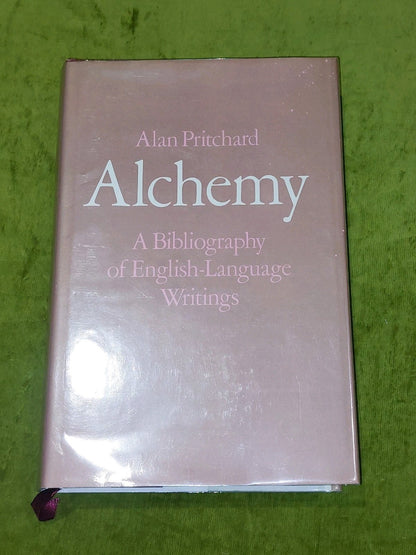 Alan Pritchard
Alchemy
A Bibliography
of English-Language
Writings